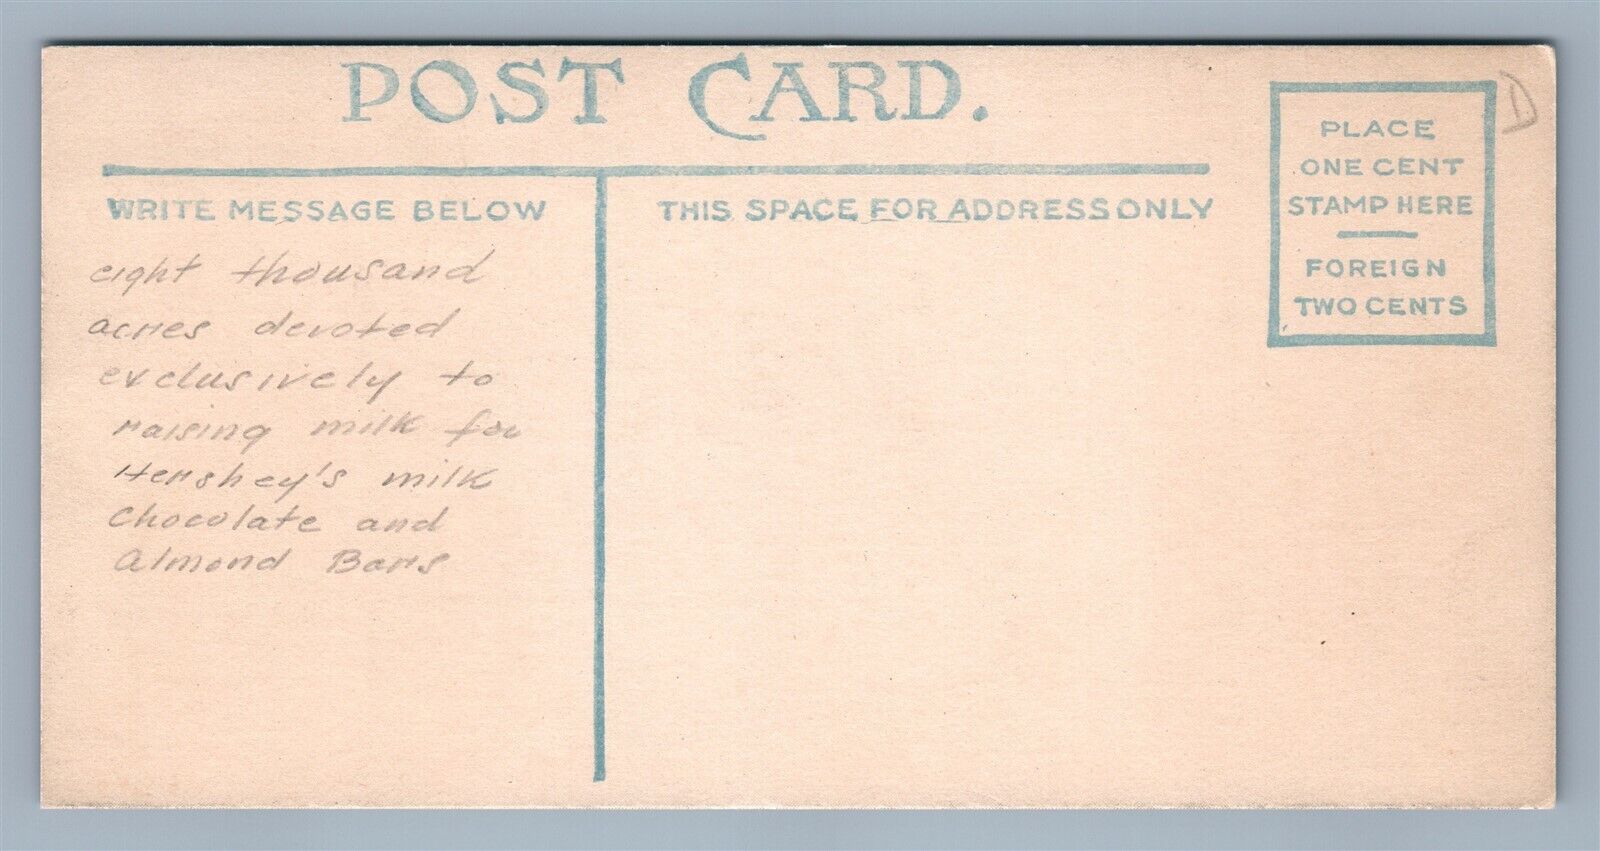 POST CARD.
WRITE MESSAGE BELOW
THIS SPACE FOR ADDRESS ONLY
PLACE
ONE CENT
STAMP HERE
FOREIGN
TWO CENTS
D
eight thousand
acres devoted
exclusively to
raising milk for
Hershey's milk
Chocolate and
Almond Bars